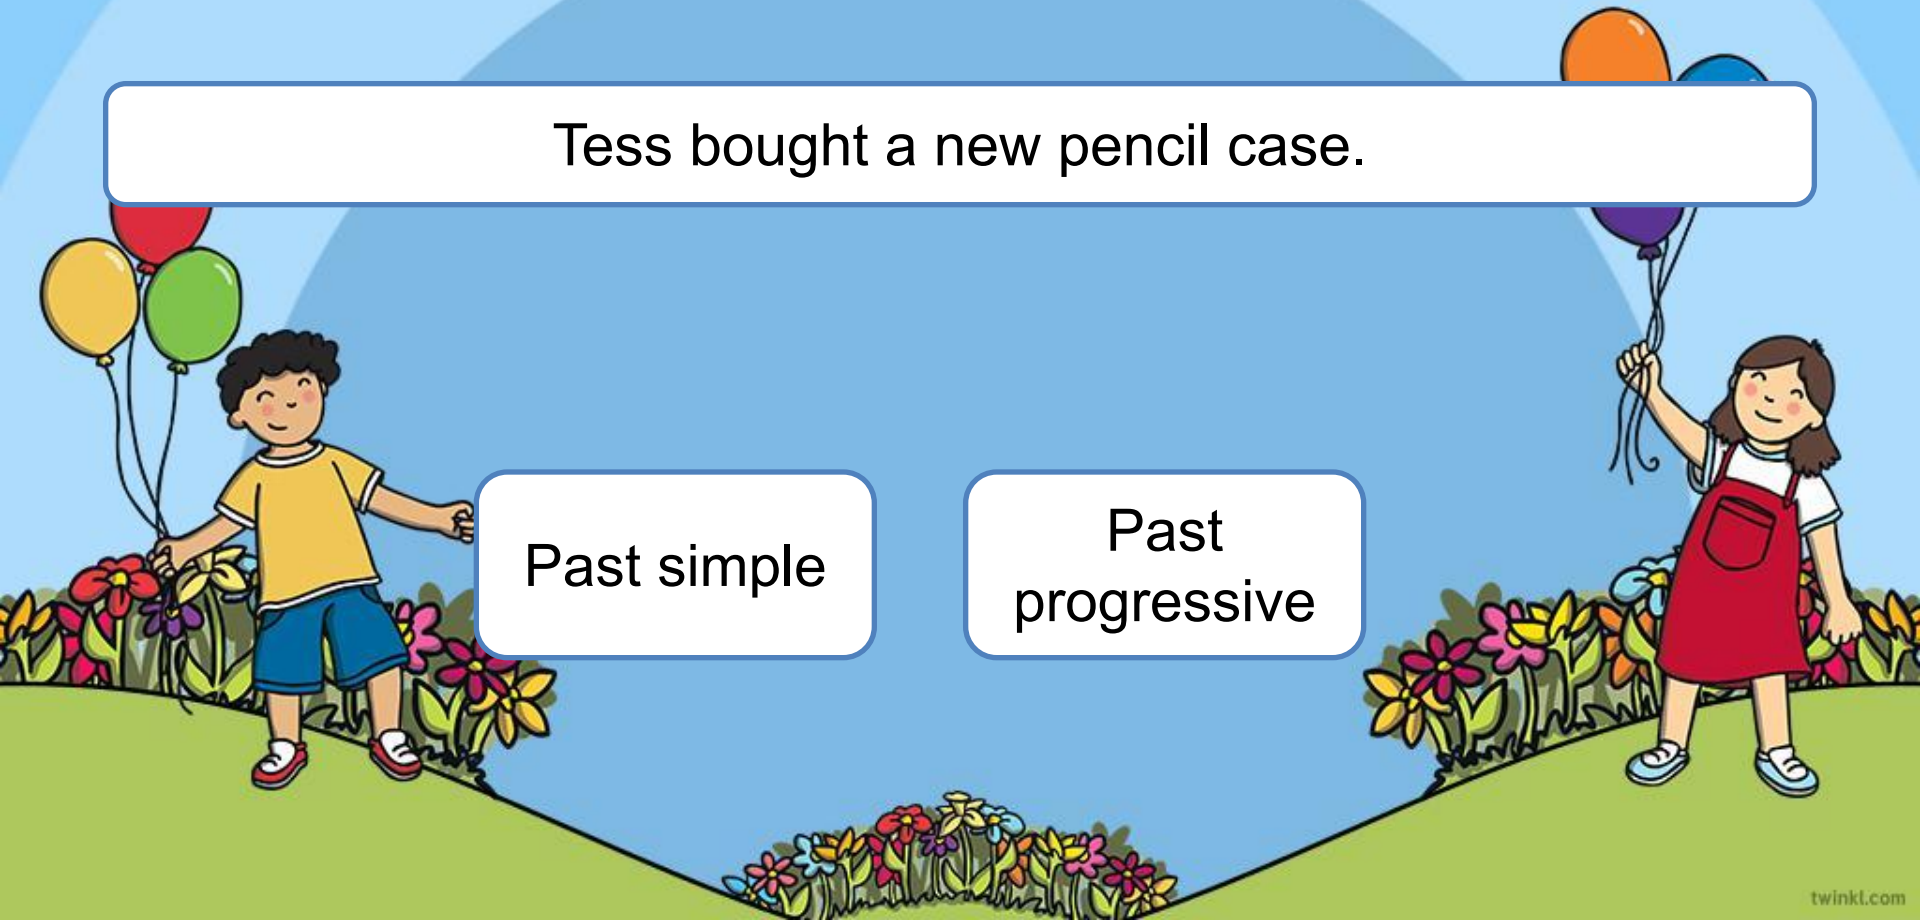 Tess bought a new pencil case.
Past simple
Past
progressive
twinkl.com